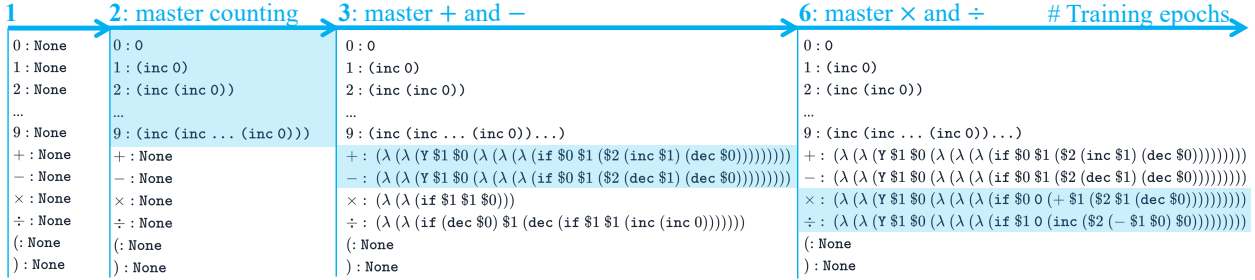 1
0 : None
1 : None
2 : None
...
9 : None
+ : None
− : None
× : None
÷ : None
(: None
) : None
2: master counting
0 : 0
1 : (inc 0)
2 : (inc (inc 0))
...
9 : (inc (inc ... (inc 0)))
+ : None
− : None
× : None
÷ : None
(: None
) : None
3: master + and −
0 : 0
1 : (inc 0)
2 : (inc (inc 0))
...
9 : (inc (inc ... (inc 0))...)
+ : (λ (λ (Y $1 $0 (λ (λ (λ (if $0 $1 ($2 (inc $1) (dec $0)))))))))
− : (λ (λ (Y $1 $0 (λ (λ (λ (if $0 $1 ($2 (dec $1) (dec $0)))))))))
× : (λ (λ (if $1 $1 $0)))
÷ : (λ (λ (if (dec $0) $1 (dec (if $1 $1 (inc (inc 0)))))))
(: None
) : None
6: master × and ÷ # Training epochs
0 : 0
1 : (inc 0)
2 : (inc (inc 0))
...
9 : (inc (inc ... (inc 0))...)
+ : (λ (λ (Y $1 $0 (λ (λ (λ (if $0 $1 ($2 (inc $1) (dec $0)))))))))
− : (λ (λ (Y $1 $0 (λ (λ (λ (if $0 $1 ($2 (dec $1) (dec $0)))))))))
× : (λ (λ (Y $1 $0 (λ (λ (λ (if $0 0 (+ $1 ($2 $1 (dec $0))))))))))
÷ : (λ (λ (Y $1 $0 (λ (λ (λ (if $1 0 (inc ($2 (− $1 $0) $0)))))))))
(: None
) : None